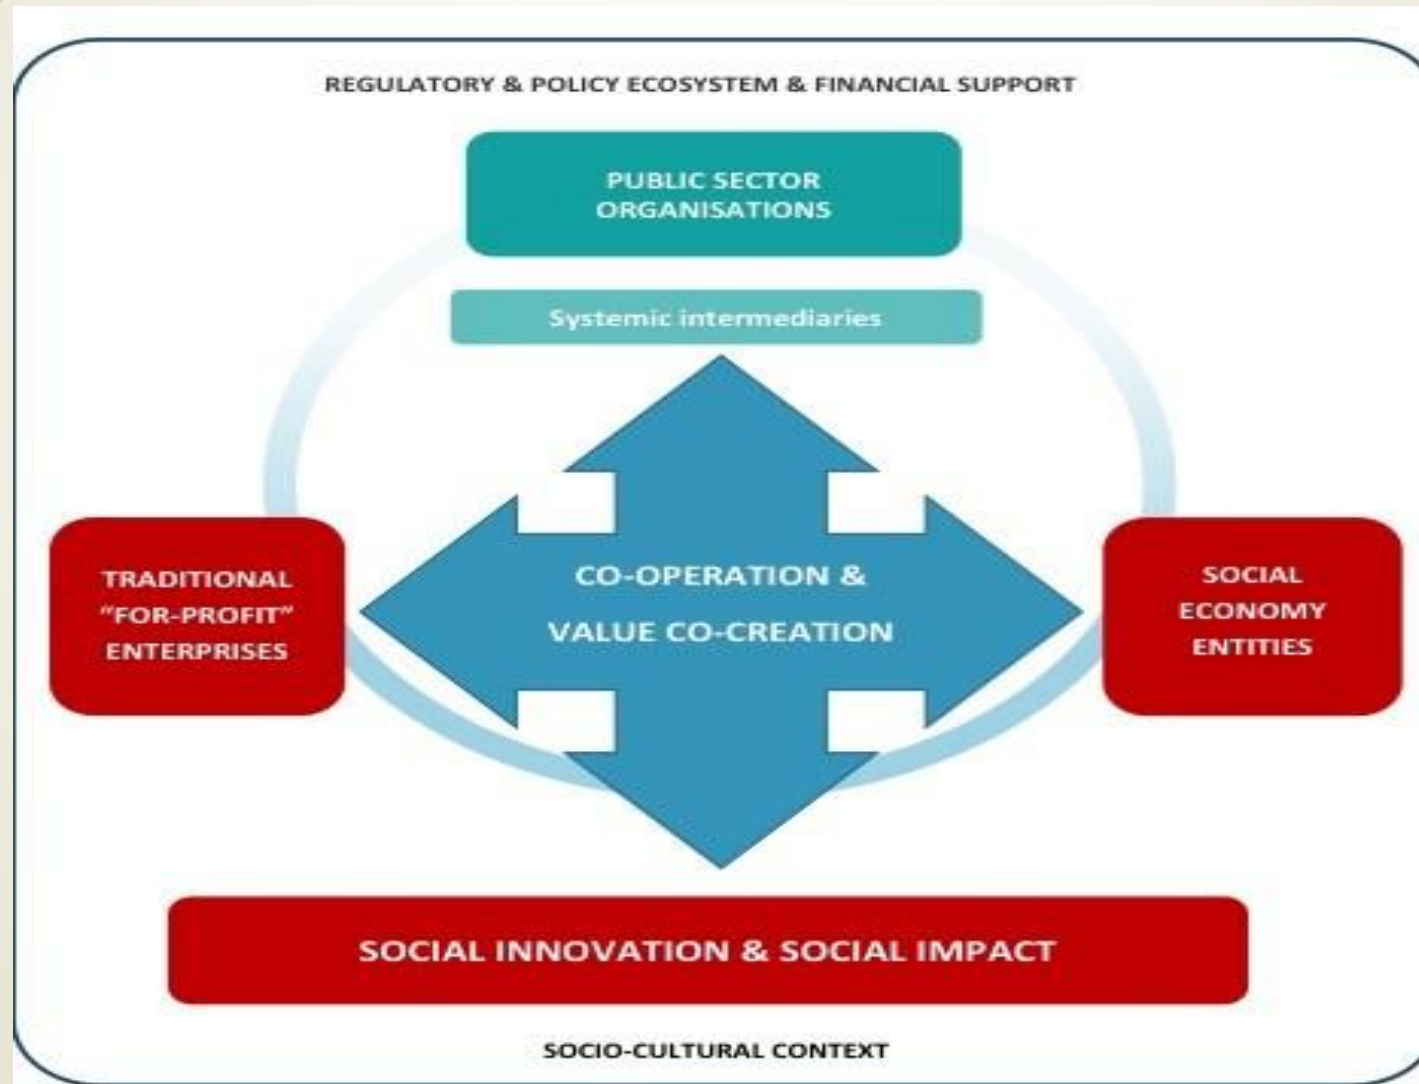 REGULATORY & POLICY ECOSYSTEM & FINANCIAL SUPPORT
PUBLIC SECTOR
ORGANISATIONS
Systemic intermediaries
TRADITIONAL
“FOR-PROFIT”
ENTERPRISES
CO-OPERATION &
VALUE CO-CREATION
SOCIAL
ECONOMY
ENTITIES
SOCIAL INNOVATION & SOCIAL IMPACT
SOCIO-CULTURAL CONTEXT